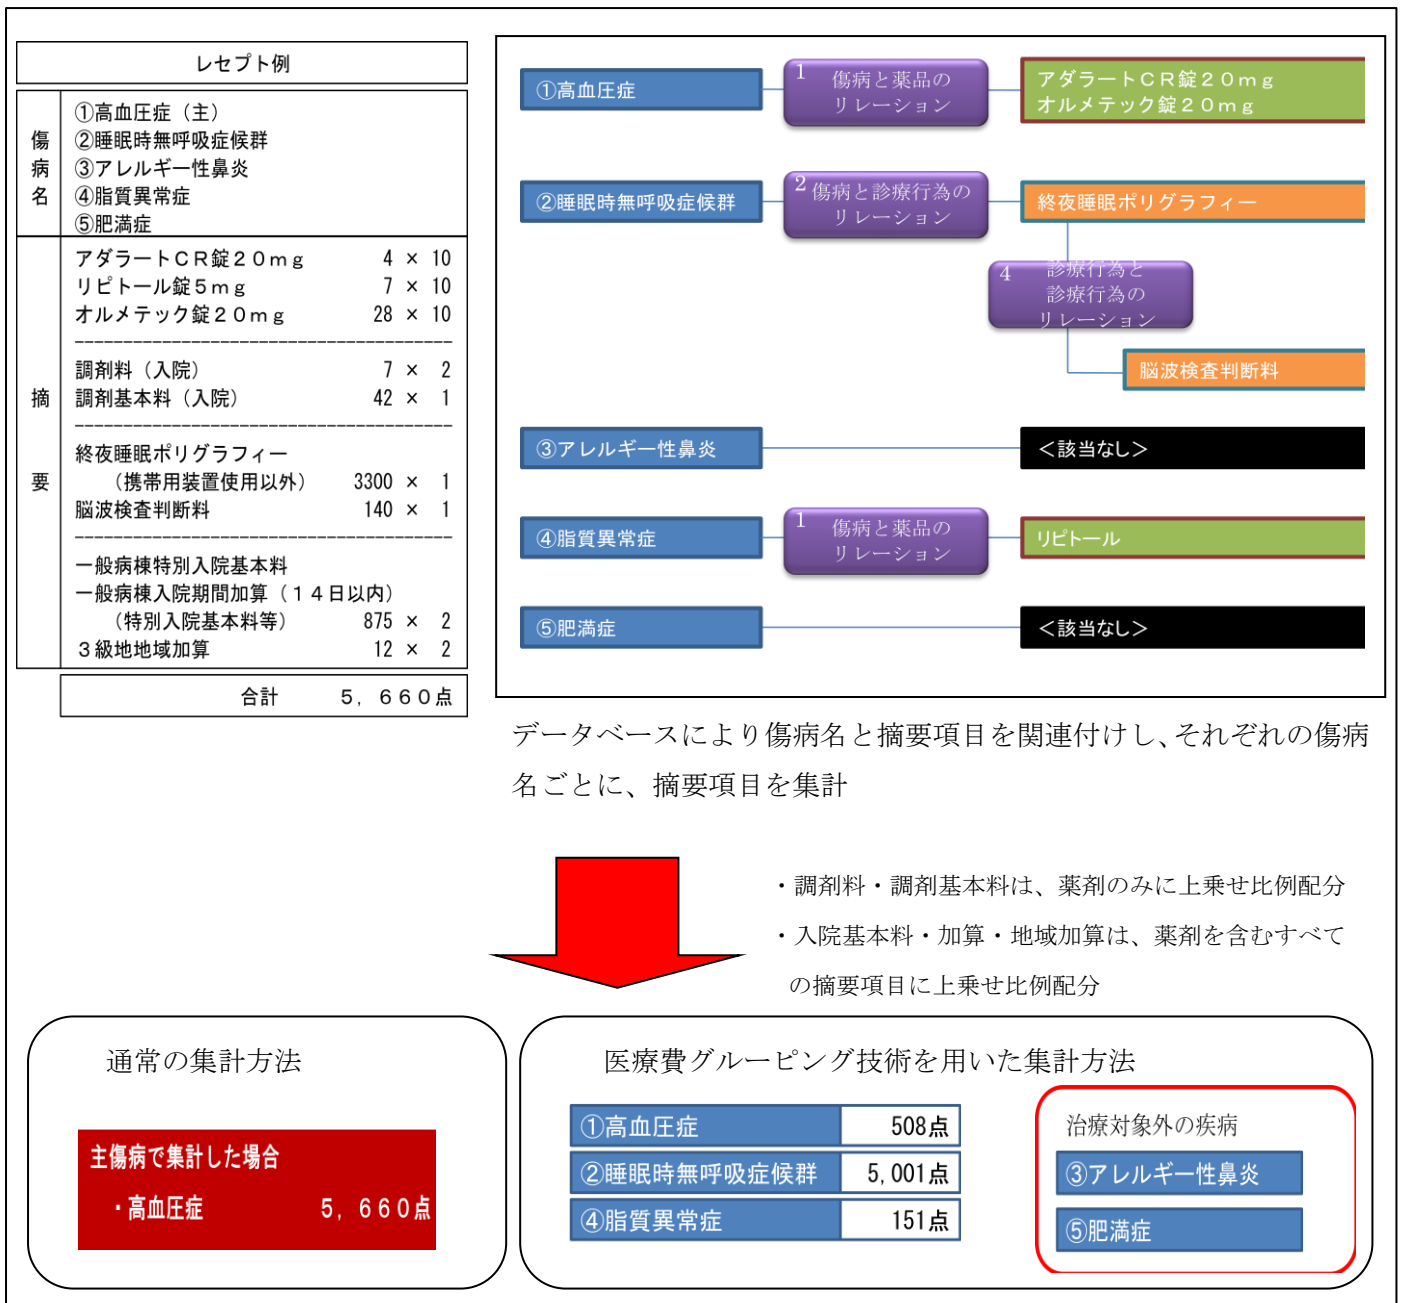 レセプト例
傷病名
①高血圧症（主）
②睡眠時無呼吸症候群
③アレルギー性鼻炎
④脂質異常症
⑤肥満症
摘要
アダラートＣＲ錠２０ｍｇ 4 × 10
リピトール錠５ｍｇ 7 × 10
オルメテック錠２０ｍｇ 28 × 10
調剤料（入院） 7 × 2
調剤基本料（入院） 42 × 1
終夜睡眠ポリグラフィー
（携帯用装置使用以外） 3300 × 1
脳波検査判断料 140 × 1
一般病棟特別入院基本料
一般病棟入院期間加算（１４日以内）
（特別入院基本料等） 875 × 2
３級地地域加算 12 × 2
合計 ５，６６０点
①高血圧症
1 傷病と薬品の
リレーション
アダラートＣＲ錠２０ｍｇ
オルメテック錠２０ｍｇ
②睡眠時無呼吸症候群
2 傷病と診療行為の
リレーション
終夜睡眠ポリグラフィー
4 診療行為と
診療行為の
リレーション
脳波検査判断料
③アレルギー性鼻炎
＜該当なし＞
④脂質異常症
1 傷病と薬品の
リレーション
リピトール
⑤肥満症
＜該当なし＞
データベースにより傷病名と摘要項目を関連付けし、それぞれの傷病
名ごとに、摘要項目を集計
・調剤料・調剤基本料は、薬剤のみに上乗せ比例配分
・入院基本料・加算・地域加算は、薬剤を含むすべて
の摘要項目に上乗せ比例配分
通常の集計方法
主傷病で集計した場合
・高血圧症 ５，６６０点
医療費グルーピング技術を用いた集計方法
①高血圧症 508点
②睡眠時無呼吸症候群 5,001点
④脂質異常症 151点
治療対象外の疾病
③アレルギー性鼻炎
⑤肥満症